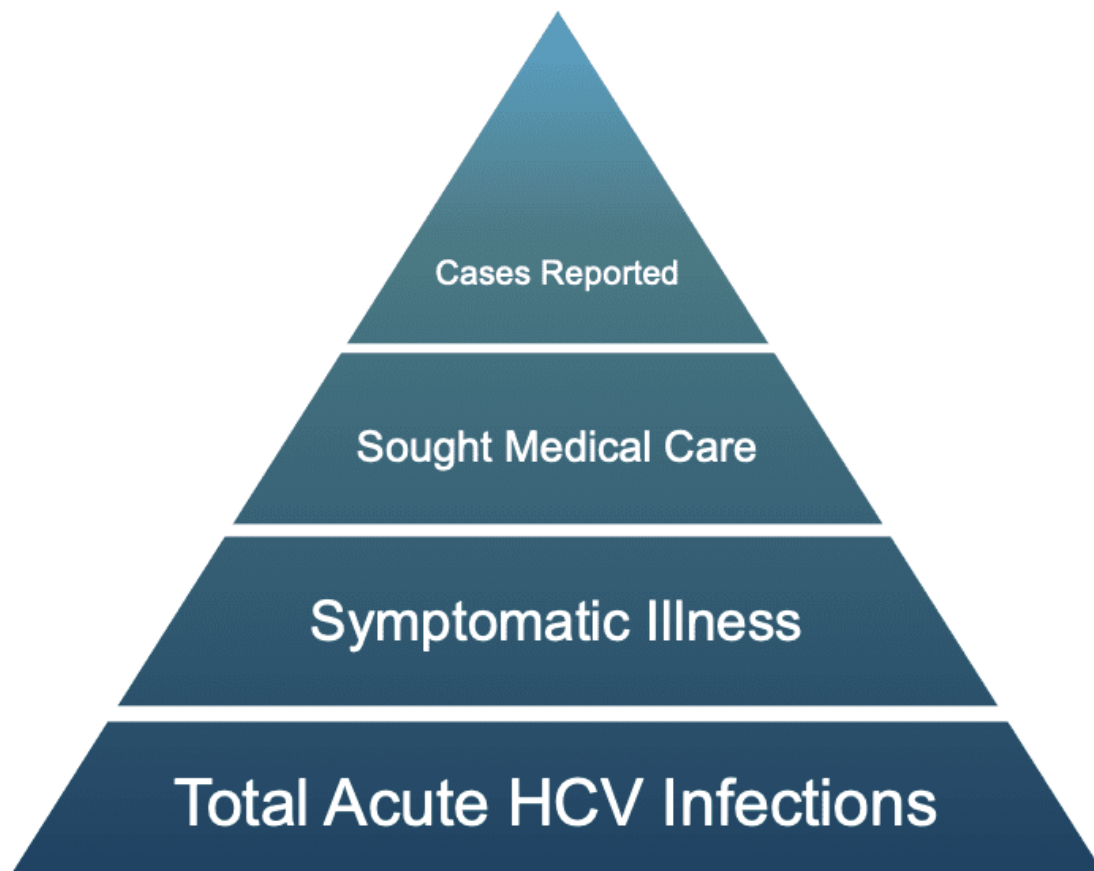 Cases Reported
Sought Medical Care
Symptomatic Illness
Total Acute HCV Infections